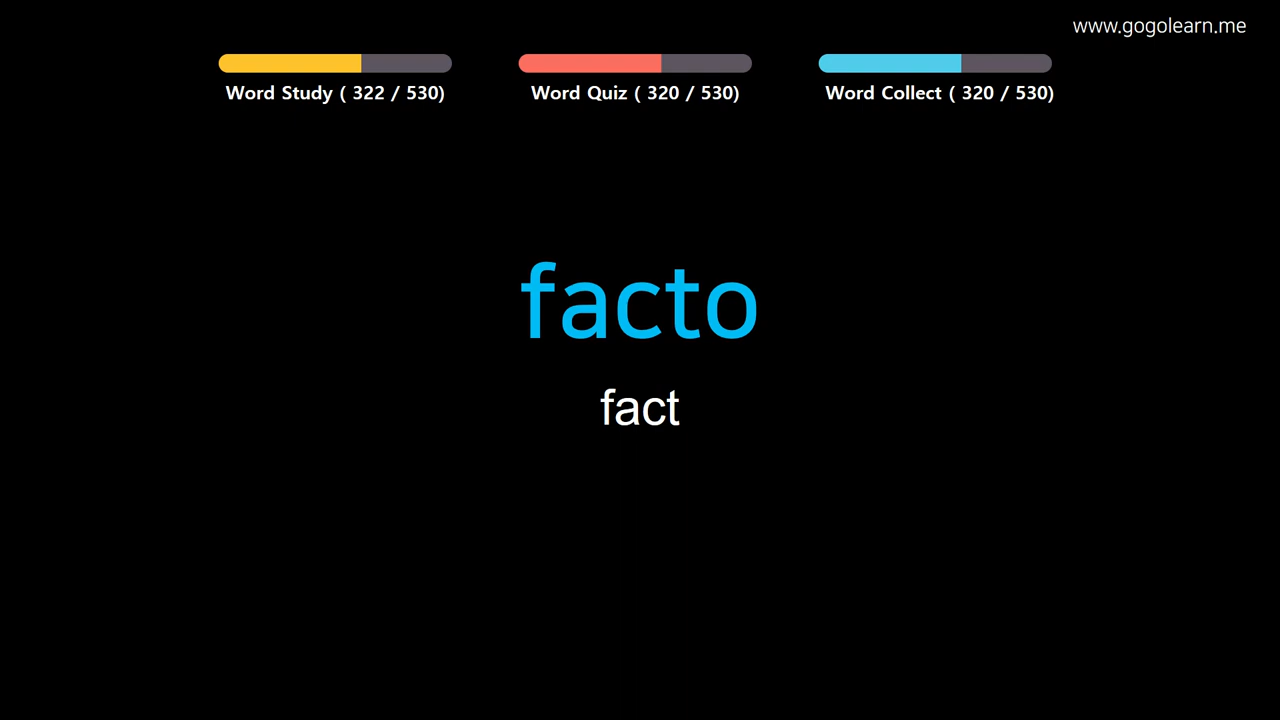 www.gogolearn.me
Word Study ( 322 / 530)
Word Quiz ( 320 / 530)
Word Collect ( 320 / 530)
facto
fact